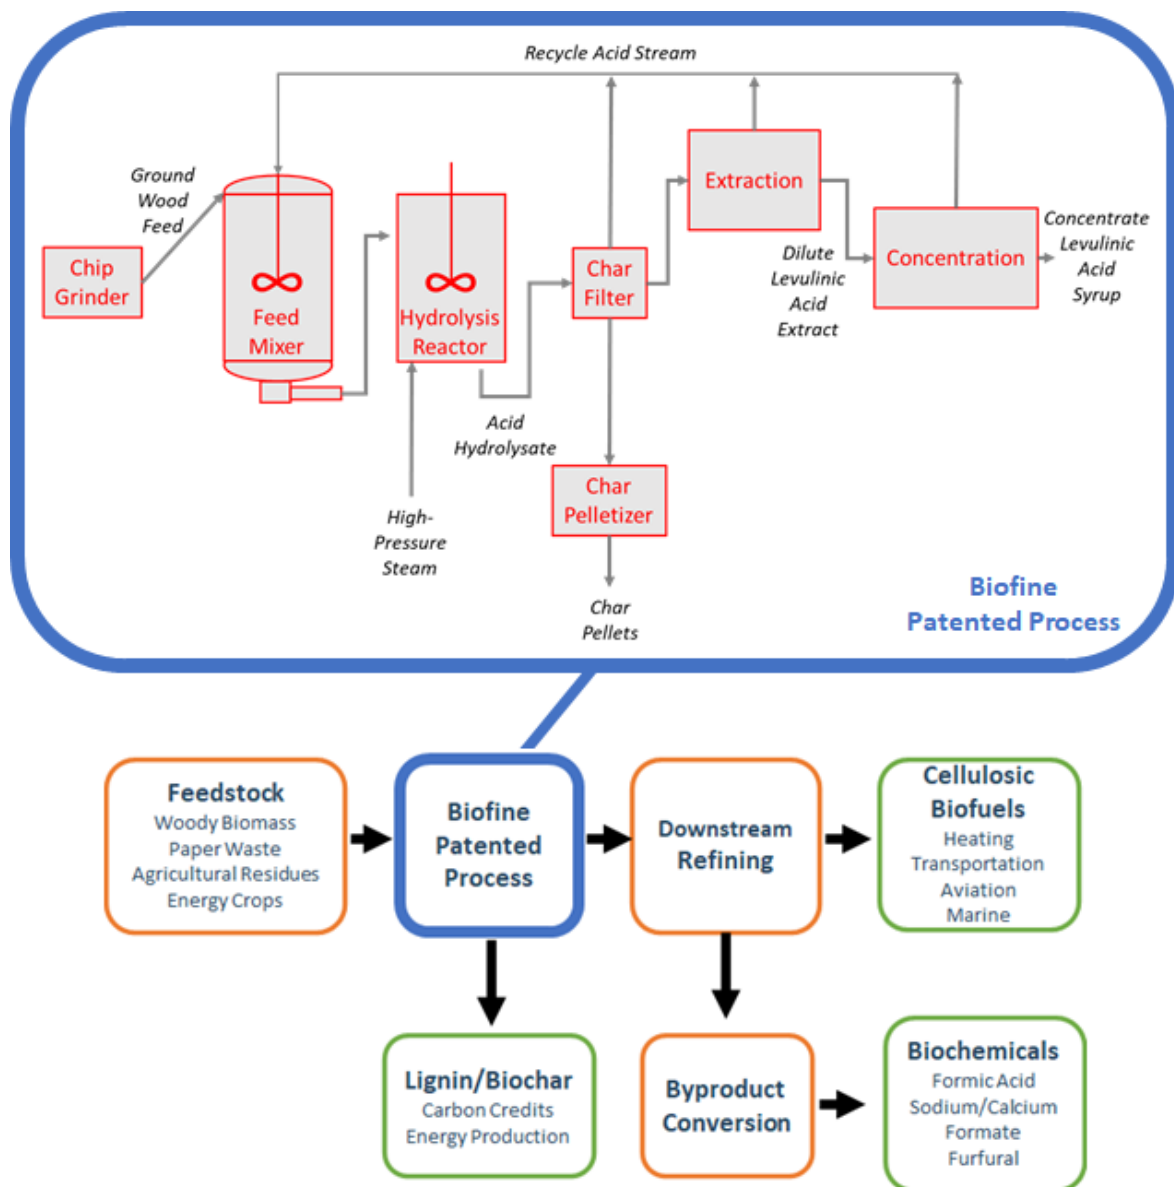 Recycle Acid Stream
Ground
Wood
Feed
Chip
Grinder
Feed
Mixer
Hydrolysis
Reactor
High-
Pressure
Steam
Acid
Hydrolysate
Char
Filter
Char
Pelletizer
Char
Pellets
Extraction
Dilute
Levulinic
Acid
Extract
Concentration
Concentrate
Levulinic
Acid
Syrup
Biofine
Patented Process
Feedstock
Woody Biomass
Paper Waste
Agricultural Residues
Energy Crops
Biofine
Patented
Process
Downstream
Refining
Cellulosic
Biofuels
Heating
Transportation
Aviation
Marine
Lignin/Biochar
Carbon Credits
Energy Production
Byproduct
Conversion
Biochemicals
Formic Acid
Sodium/Calcium
Formate
Furfural